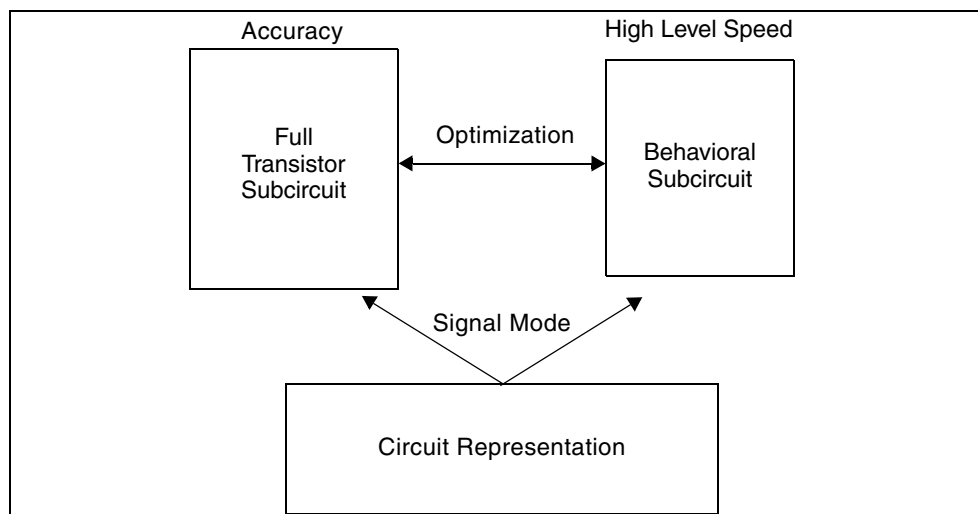 Accuracy
High Level Speed
Full
Transistor
Subcircuit
Optimization
Behavioral
Subcircuit
Signal Mode
Circuit Representation